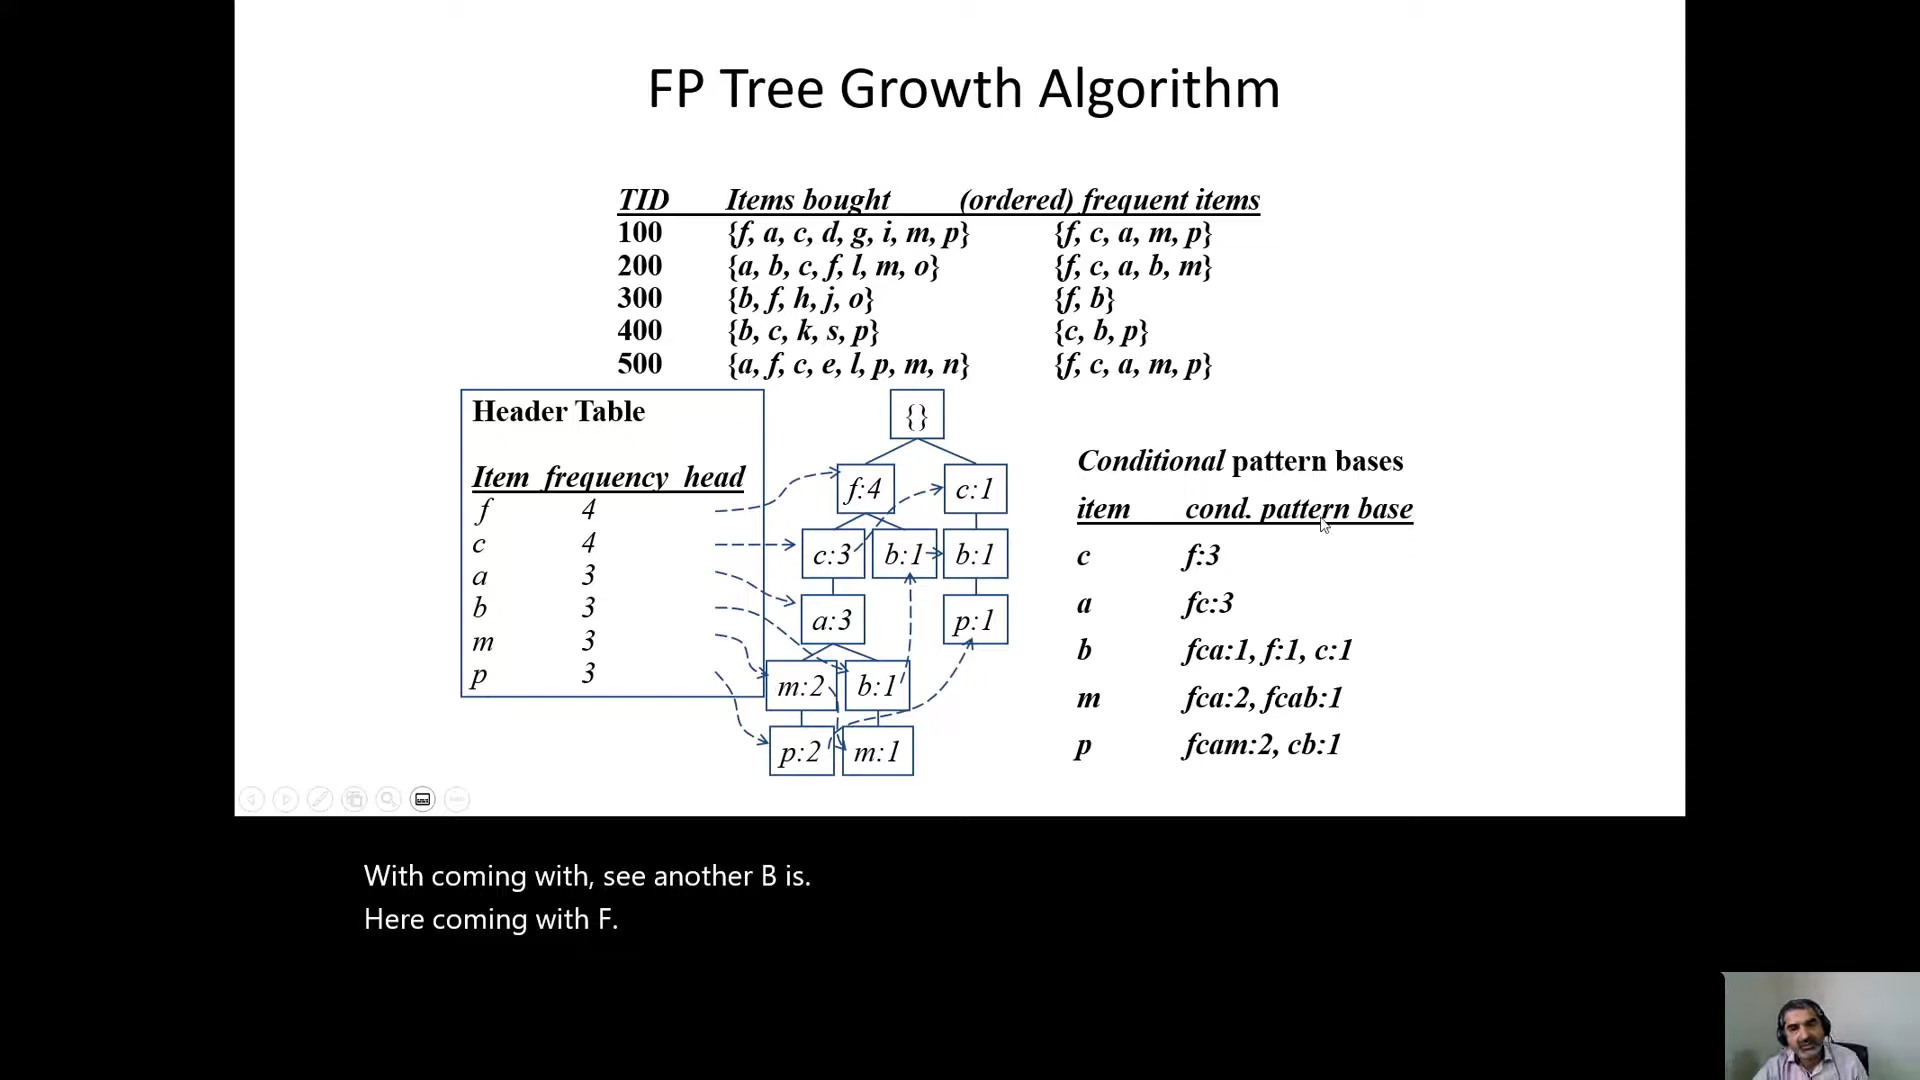 FP Tree Growth Algorithm
TID Items bought (ordered) frequent items
100 {f, a, c, d, g, i, m, p} {f, c, a, m, p}
200 {a, b, c, f, l, m, o} {f, c, a, b, m}
300 {b, f, h, j, o} {f, b}
400 {b, c, k, s, p} {c, b, p}
500 {a, f, c, e, l, p, m, n} {f, c, a, m, p}
Header Table
Item frequency head
f 4
c 4
a 3
b 3
m 3
p 3
{}
f:4 c:1
c:3 b:1 b:1
a:3 p:1
m:2 b:1
p:2 m:1
Conditional pattern bases
item cond. pattern base
c f:3
a fc:3
b fca:1, f:1, c:1
m fca:2, fcab:1
p fcam:2, cb:1
With coming with, see another B is.
Here coming with F.